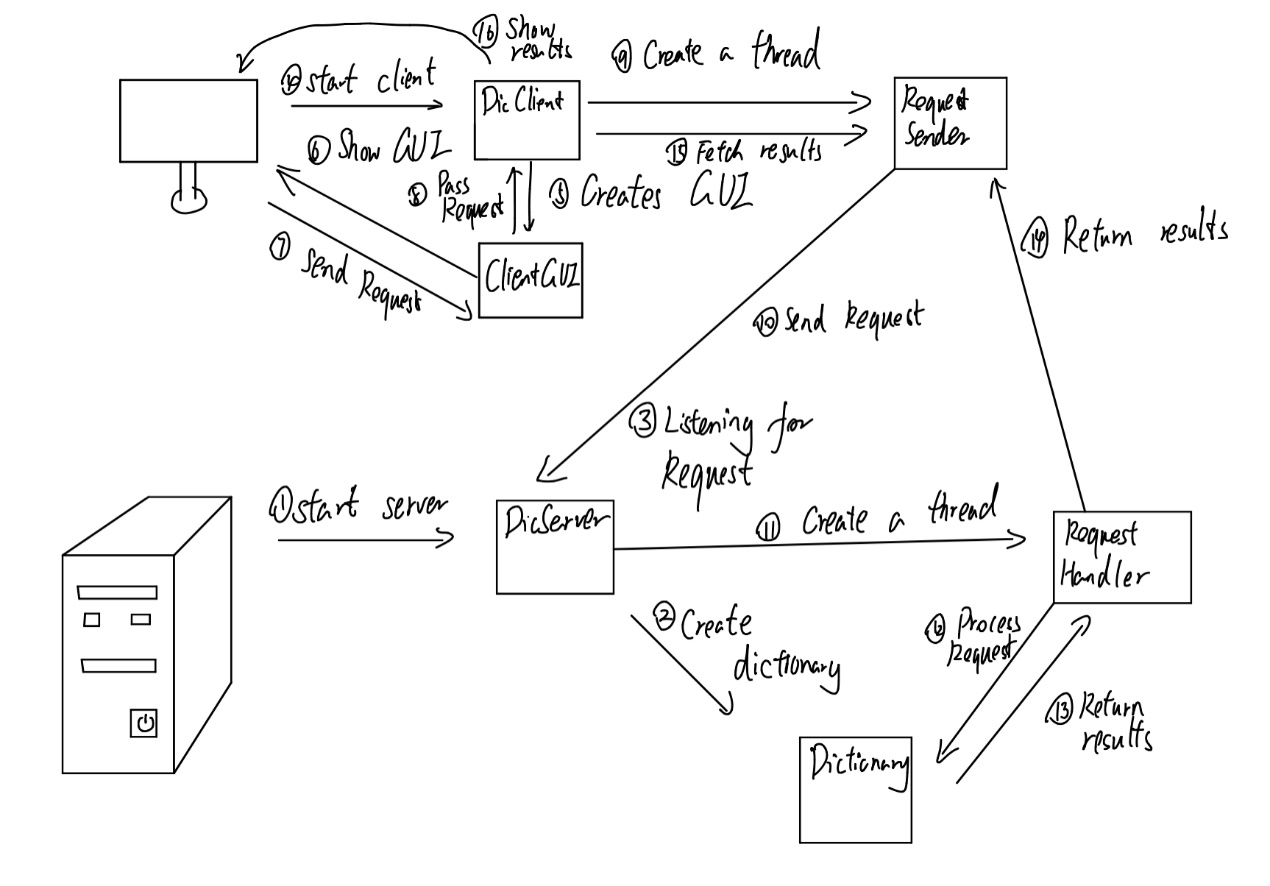 ⑯ Show
results
⑨ Create a thread
start client
DicClient
Request
Sender
⑥ Show GUI
⑮ Fetch results
⑧ Pass
Request
⑤ Creates GUI
⑦ Send Request
ClientGUI
⑭ Return results
⑩ Send Request
③ Listening for
Request
① start server
DicServer
⑪ Create a thread
Request
Handler
② Create
dictionary
Process
Request
⑬ Return
results
Dictionary